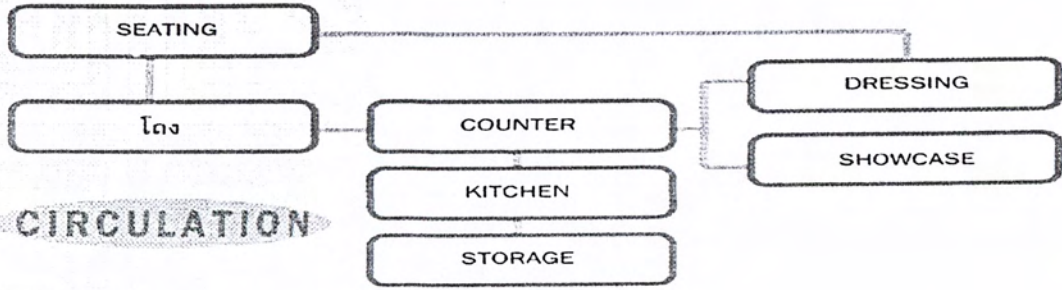 SEATING
DRESSING
โถง
COUNTER
SHOWCASE
KITCHEN
CIRCULATION
STORAGE